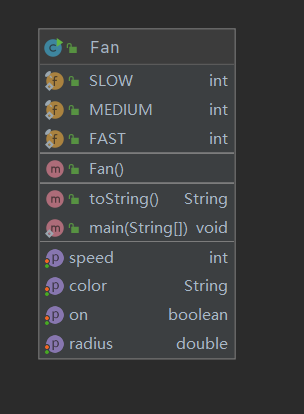 Fan
SLOW int
MEDIUM int
FAST int
Fan()
toString() String
main(String[]) void
speed int
color String
on boolean
radius double